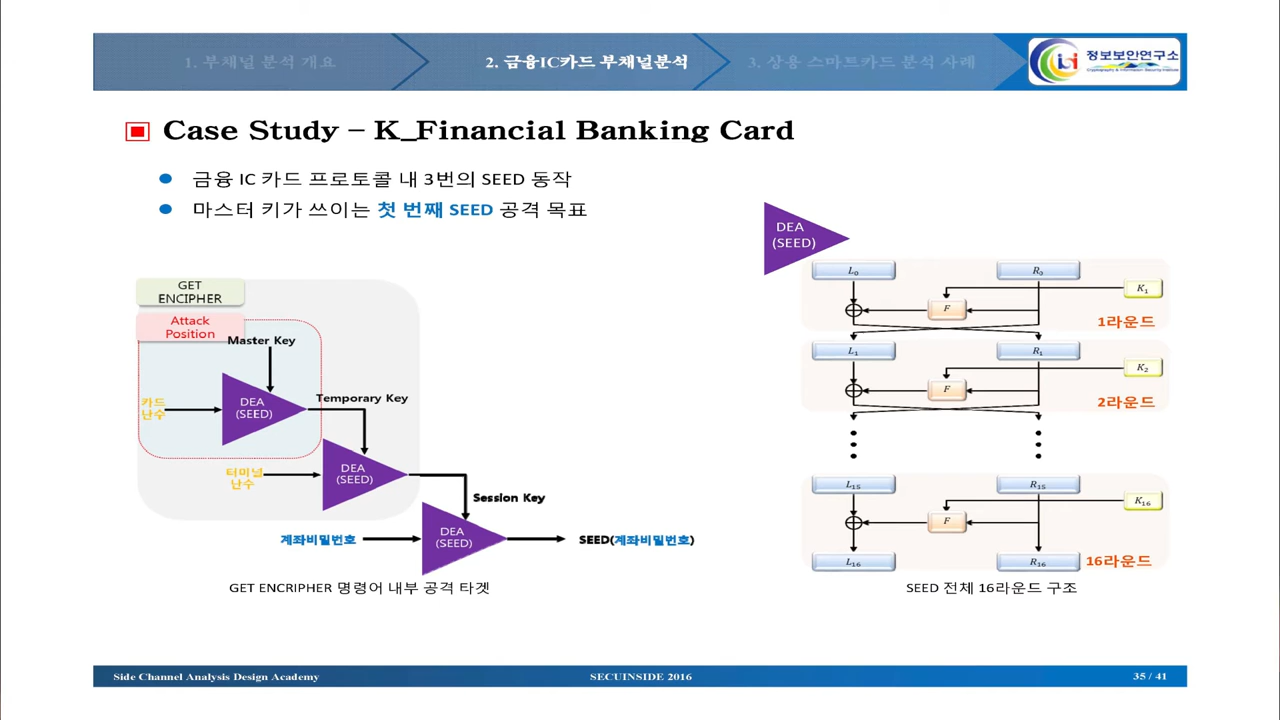 1. 부채널 분석 개요
2. 금융IC카드 부채널분석
3. 상용 스마트카드 분석 사례
정보보안연구소
Cryptography & Information Security Institute
Case Study – K_Financial Banking Card
금융 IC 카드 프로토콜 내 3번의 SEED 동작
마스터 키가 쓰이는 첫 번째 SEED 공격 목표
GET
ENCIPHER
Attack
Position
Master Key
카드
난수
DEA
(SEED)
Temporary Key
터미널
난수
DEA
(SEED)
Session Key
계좌비밀번호
DEA
(SEED)
SEED(계좌비밀번호)
GET ENCRIPHER 명령어 내부 공격 타겟
DEA
(SEED)
L₀
R₀
K₁
F
1라운드
L₁
R₁
K₂
F
2라운드
L₁₅
R₁₅
K₁₆
F
L₁₆
R₁₆
16라운드
SEED 전체 16라운드 구조
Side Channel Analysis Design Academy
SECUINSIDE 2016
35 / 41